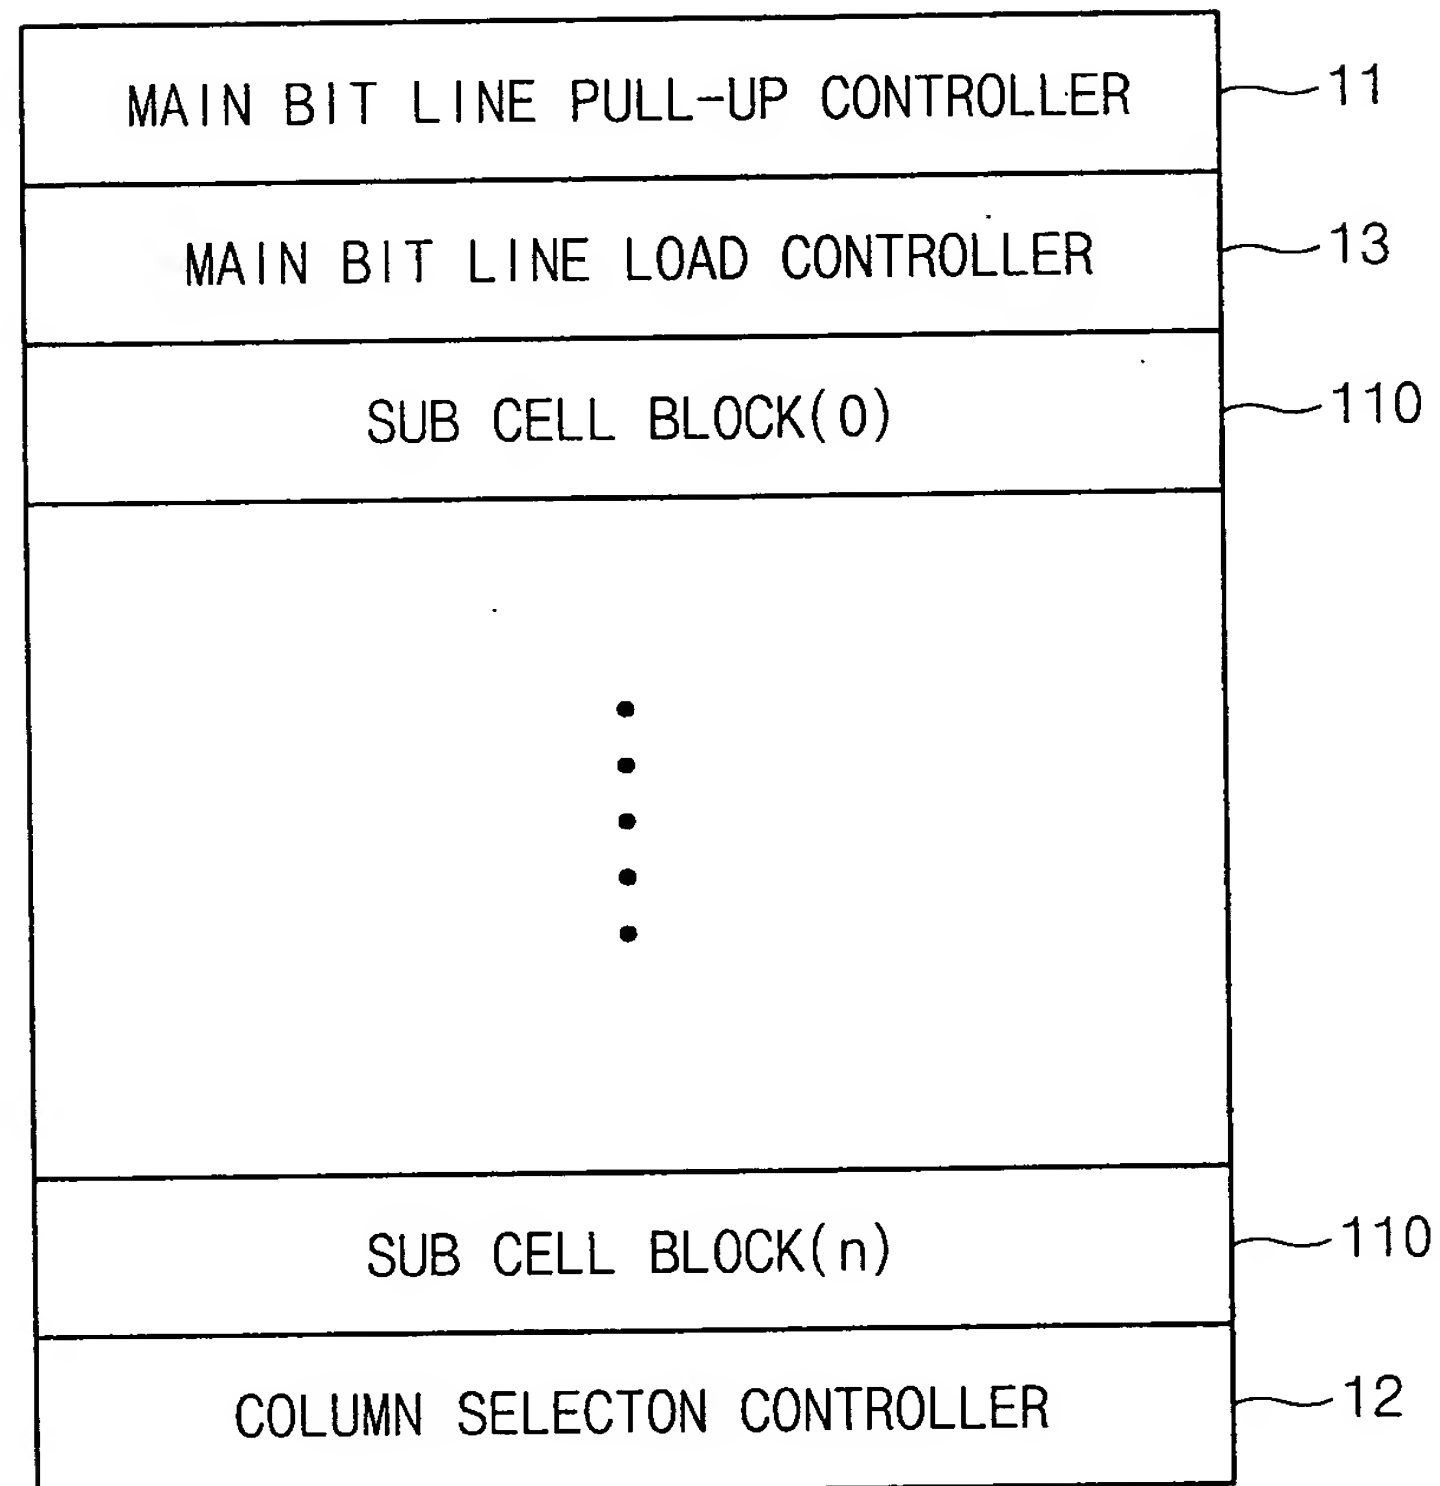 MAIN BIT LINE PULL-UP CONTROLLER 11
MAIN BIT LINE LOAD CONTROLLER 13
SUB CELL BLOCK(0) 110
SUB CELL BLOCK(n) 110
COLUMN SELECTON CONTROLLER 12